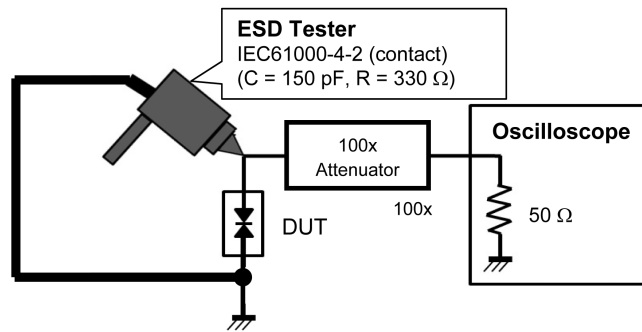 ESD Tester
IEC61000-4-2 (contact)
(C = 150 pF, R = 330 Ω)
100x
Attenuator
100x
Oscilloscope
50 Ω
DUT